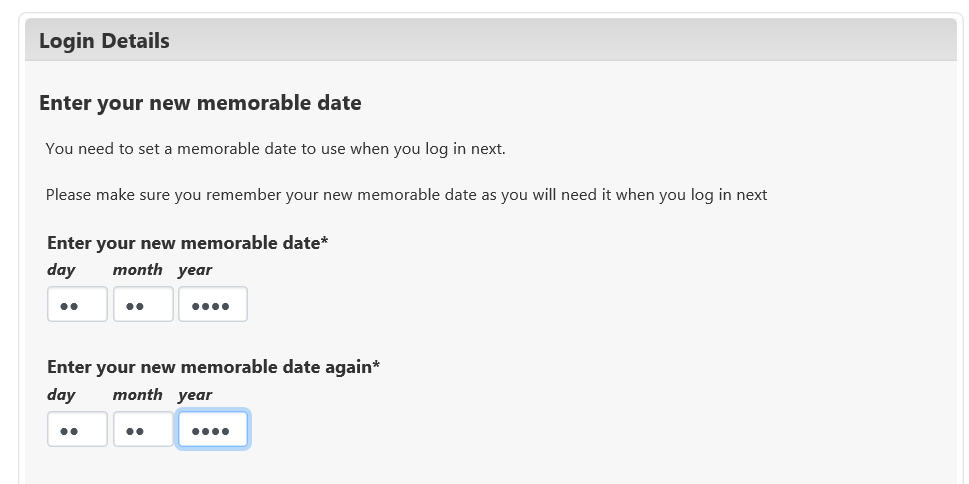 Login Details
Enter your new memorable date
You need to set a memorable date to use when you log in next.
Please make sure you remember your new memorable date as you will need it when you log in next
Enter your new memorable date*
day month year
•• •• ••••
Enter your new memorable date again*
day month year
•• •• ••••